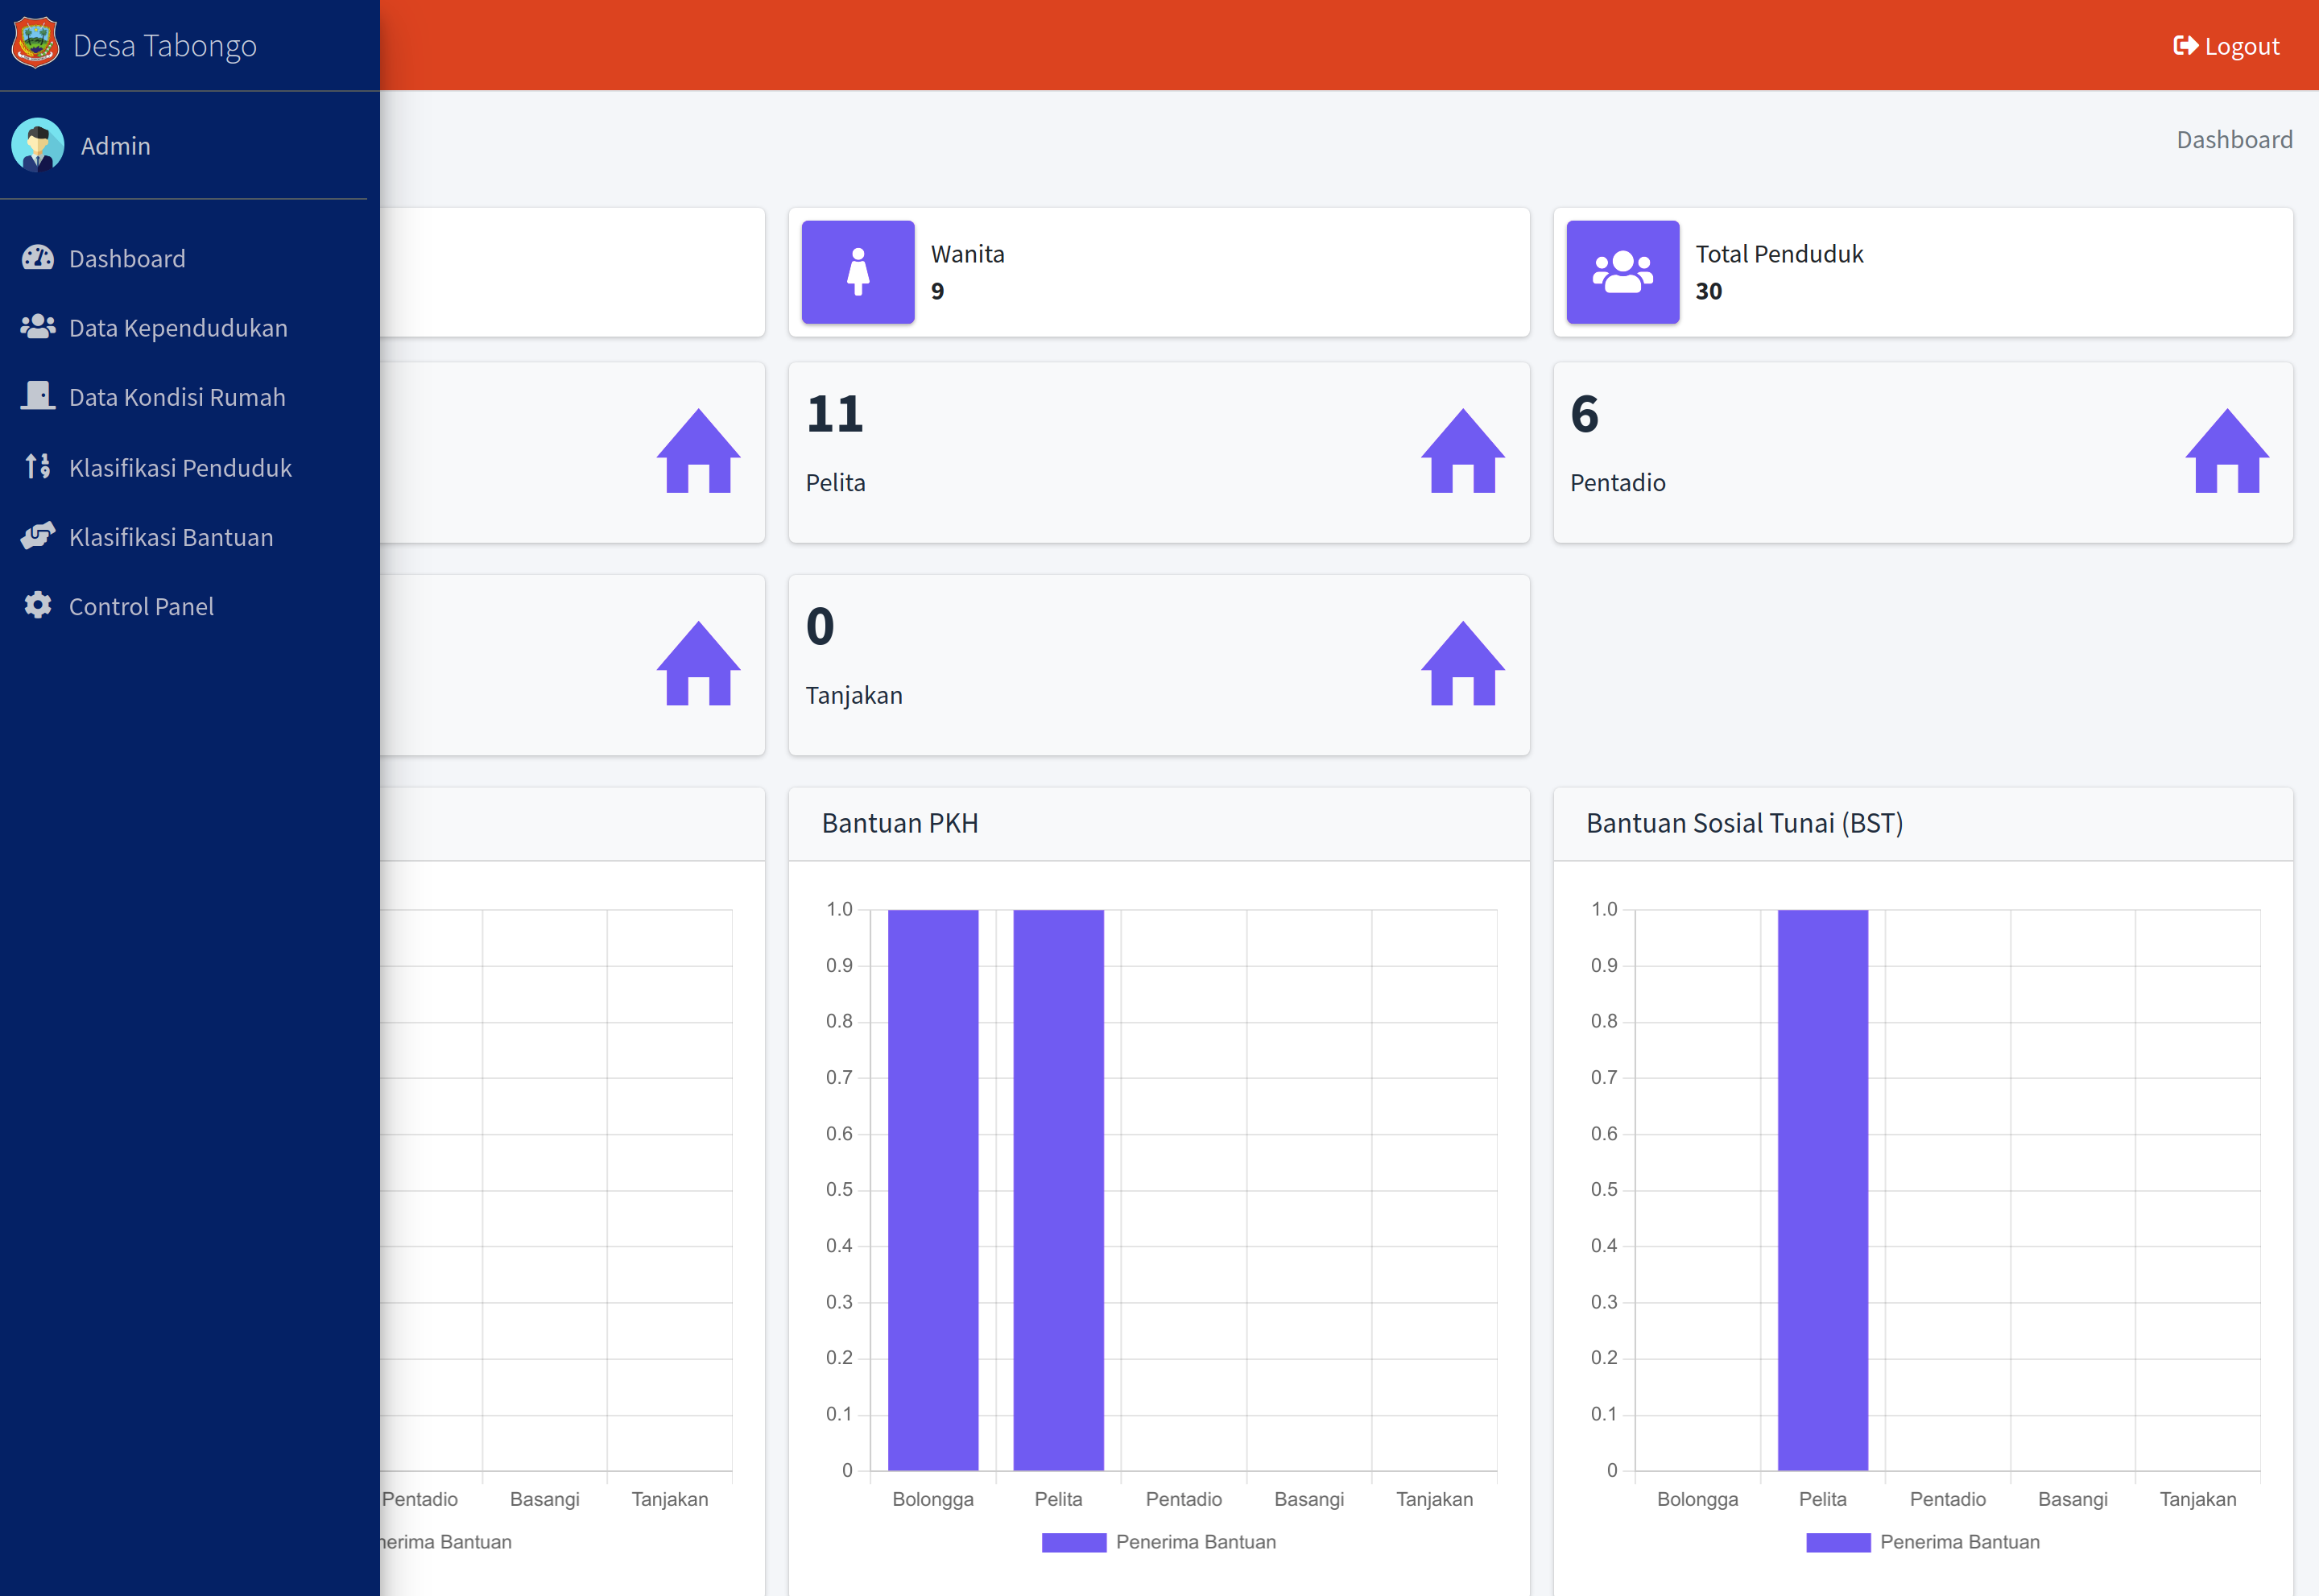 Desa Tabongo
Logout
Admin
Dashboard
Dashboard
Data Kependudukan
Data Kondisi Rumah
Klasifikasi Penduduk
Klasifikasi Bantuan
Control Panel
Wanita
9
Total Penduduk
30
11
Pelita
6
Pentadio
0
Tanjakan
Pentadio Basangi Tanjakan
nerima Bantuan
Bantuan PKH
1.0
0.9
0.8
0.7
0.6
0.5
0.4
0.3
0.2
0.1
0
Bolongga Pelita Pentadio Basangi Tanjakan
Penerima Bantuan
Bantuan Sosial Tunai (BST)
1.0
0.9
0.8
0.7
0.6
0.5
0.4
0.3
0.2
0.1
0
Bolongga Pelita Pentadio Basangi Tanjakan
Penerima Bantuan